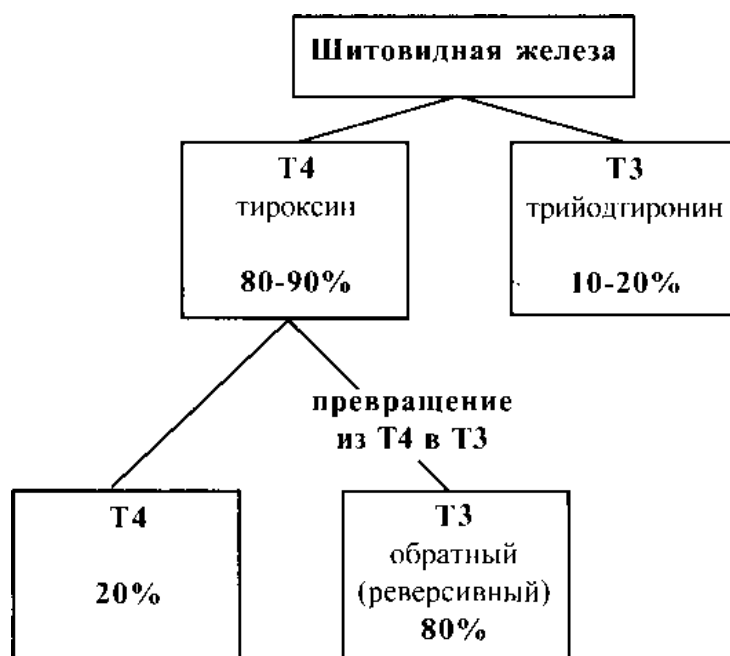 Шитовидная железа
Т4
тироксин
80-90%
Т3
трийодтиронин
10-20%
превращение
из Т4 в Т3
Т4
20%
Т3
обратный
(реверсивный)
80%